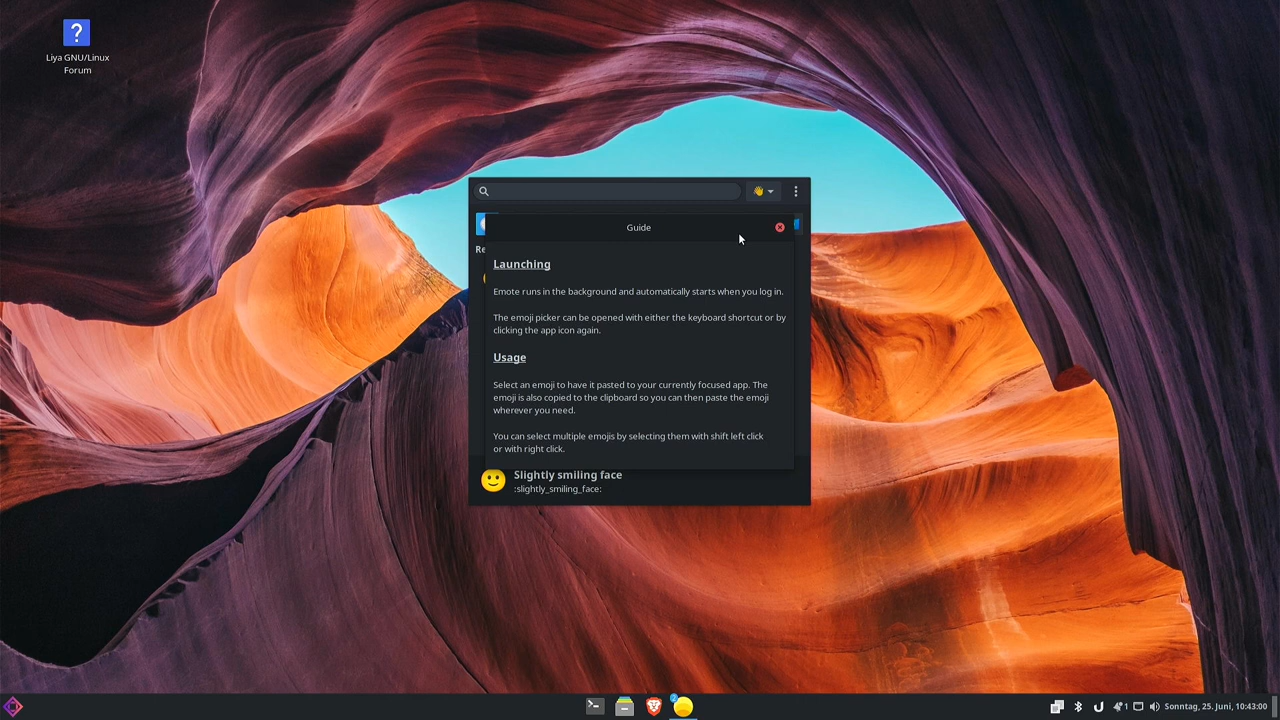 ?
Liya GNU/Linux
Forum
Guide
Re
Launching
Emote runs in the background and automatically starts when you log in.
The emoji picker can be opened with either the keyboard shortcut or by
clicking the app icon again.
Usage
Select an emoji to have it pasted to your currently focused app. The
emoji is also copied to the clipboard so you can then paste the emoji
wherever you need.
You can select multiple emojis by selecting them with shift left click
or with right click.
Slightly smiling face
:slightly_smiling_face:
2
1
Sonntag, 25. Juni, 10:43:00